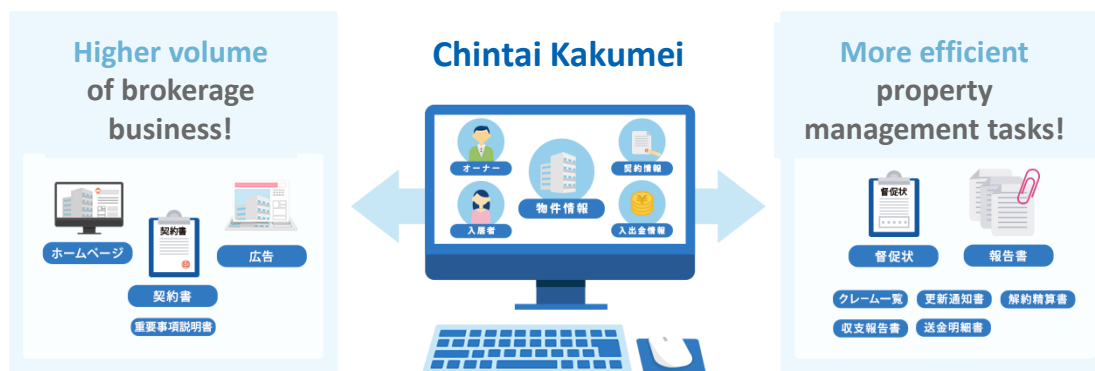 Higher volume
of brokerage
business!
契約書
ホームページ
広告
契約書
重要事項説明書
Chintai Kakumei
オーナー
契約情報
物件情報
入居者
入出金情報
More efficient
property
management tasks!
督促状
督促状
報告書
クレーム一覧
更新通知書
解約精算書
収支報告書
送金明細書